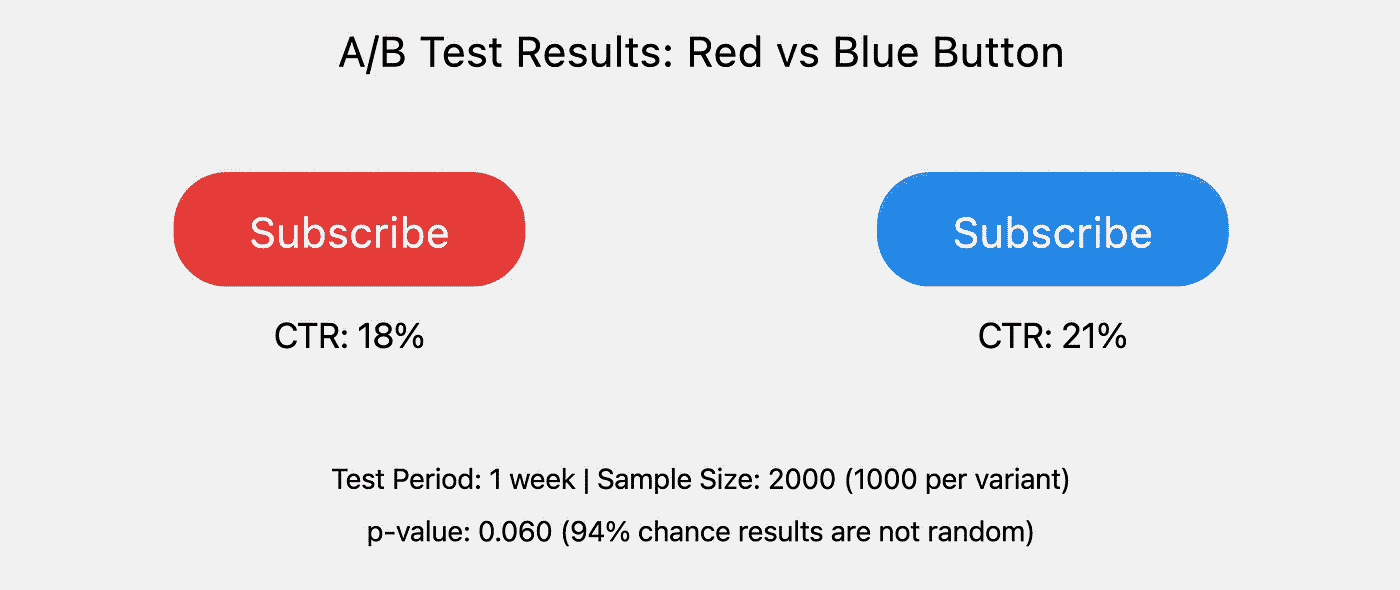 A/B Test Results: Red vs Blue Button
Subscribe
Subscribe
CTR: 18%
CTR: 21%
Test Period: 1 week | Sample Size: 2000 (1000 per variant)
p-value: 0.060 (94% chance results are not random)